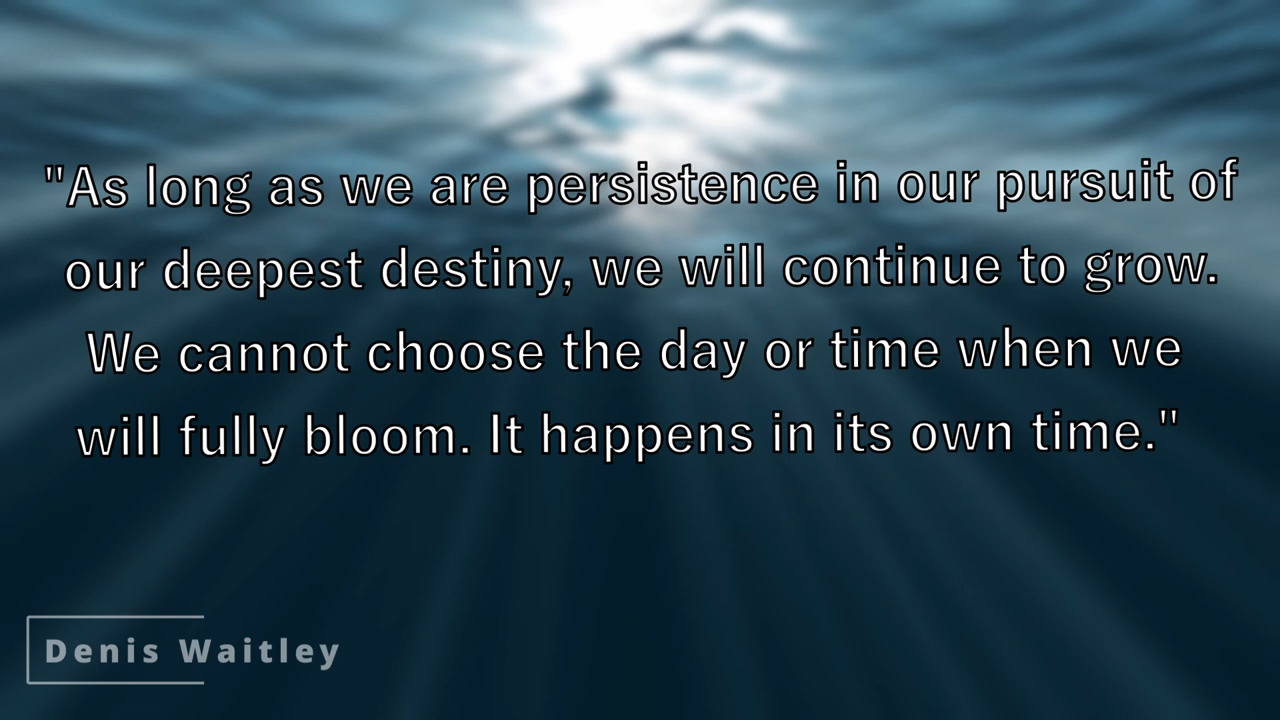 "As long as we are persistence in our pursuit of
our deepest destiny, we will continue to grow.
We cannot choose the day or time when we
will fully bloom. It happens in its own time."
Denis Waitley